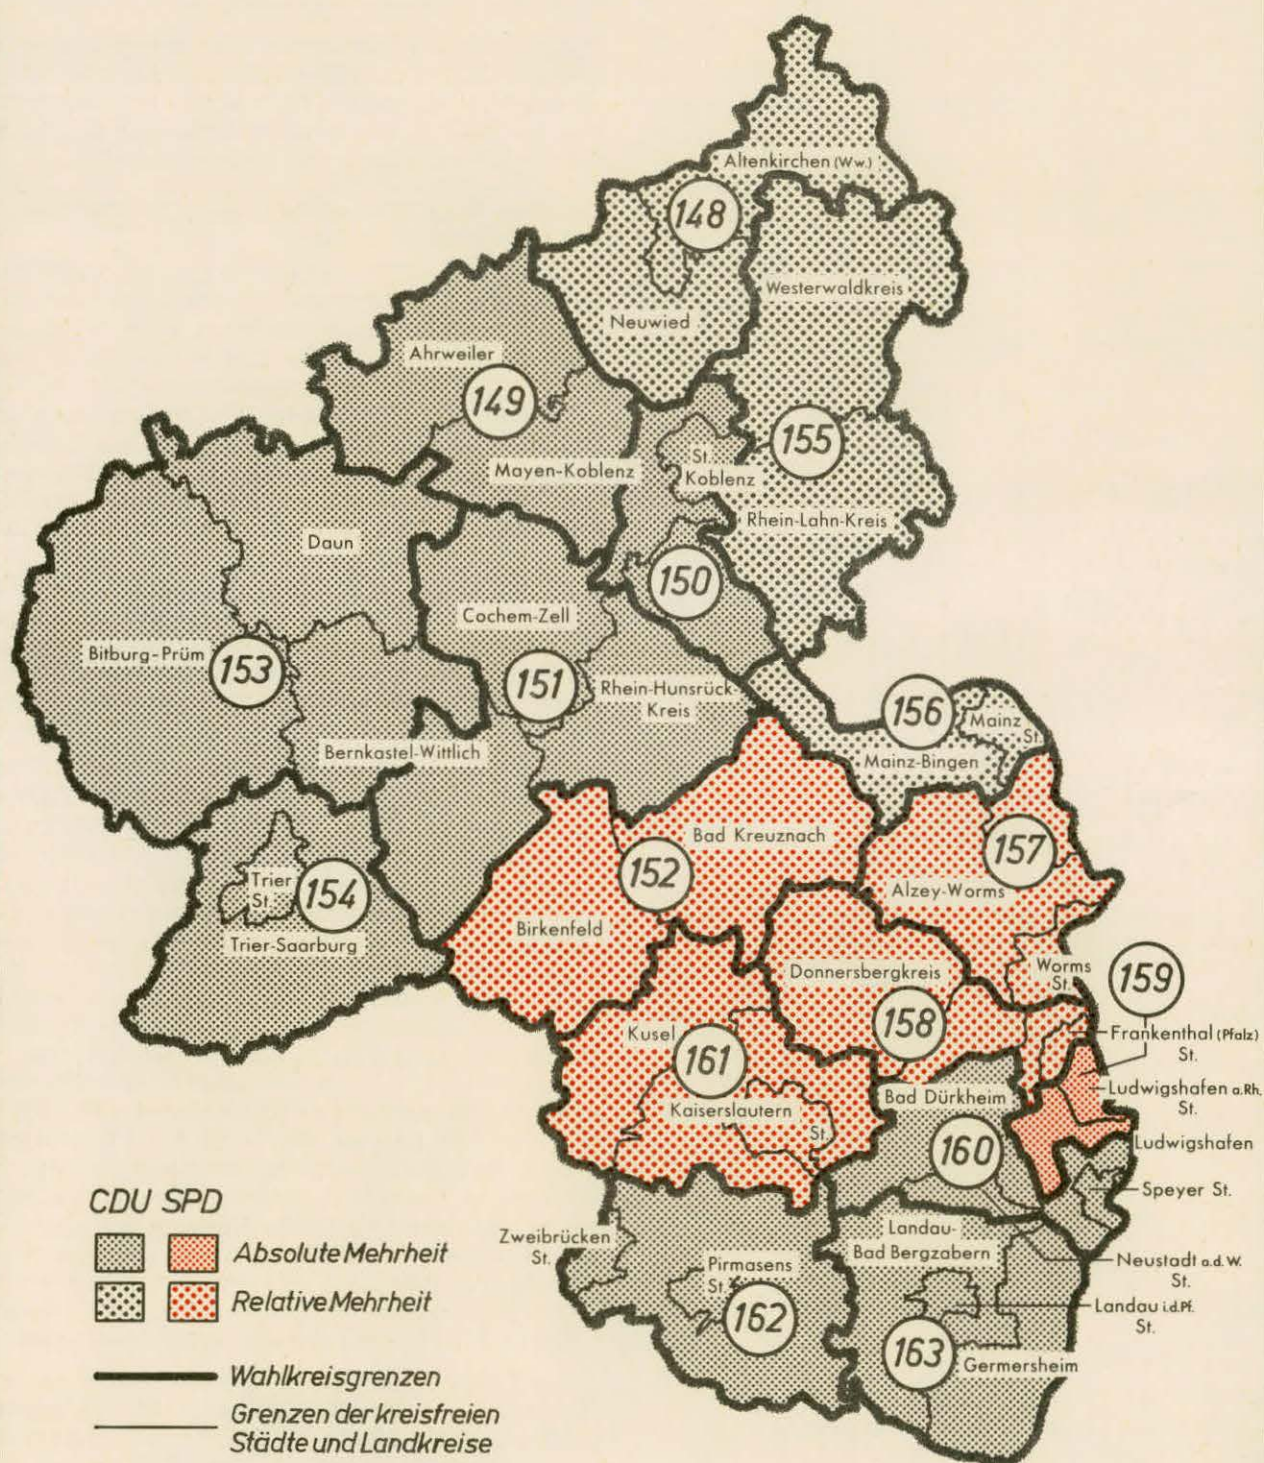 Altenkirchen (Ww.)
148
Westerwaldkreis
Neuwied
Ahrweiler
149
155
Mayen-Koblenz
St.
Koblenz
Rhein-Lahn-Kreis
Daun
150
Cochem-Zell
Bitburg-Prüm
153
151
Rhein-Hunsrück-
Kreis
156
Mainz
St.
Mainz-Bingen
Bernkastel-Wittlich
Bad Kreuznach
157
152
Alzey-Worms
Trier
St.
154
Birkenfeld
Trier-Saarburg
Donnersbergkreis
Worms
St.
159
158
Kusel
161
Frankenthal (Pfalz)
St.
Ludwigshafen a.Rh.
St.
Bad Dürkheim
Kaiserslautern
St.
160
Ludwigshafen
Speyer St.
CDU SPD
Absolute Mehrheit
Relative Mehrheit
Zweibrücken
St.
Pirmasens
St.
162
Landau-
Bad Bergzabern
Neustadt a.d.W.
St.
Landau i.d.Pf.
St.
163
Germersheim
Wahlkreisgrenzen
Grenzen der kreisfreien
Städte und Landkreise